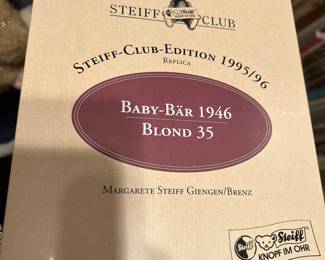 STEIFF CLUB
STEIFF-CLUB-EDITION 1995/96
REPLICA
BABY-BÄR 1946
BLOND 35
MARGARETE STEIFF GIENGEN/BRENZ
Steiff
KNOPF IM OHR